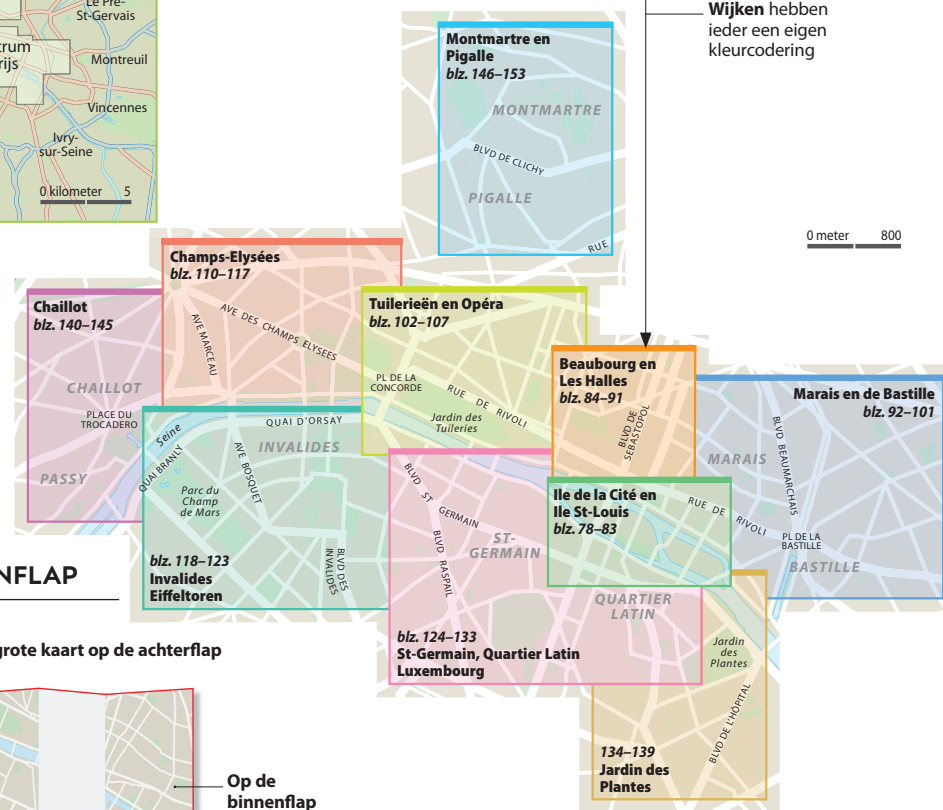 Le Pré-
St-Gervais
Montreuil
Vincennes
Ivry-
sur-Seine
0 kilometer 5
Wijken hebben
ieder een eigen
kleurcodering
Montmartre en
Pigalle
blz. 146–153
MONTMARTRE
BLVD DE CLICHY
PIGALLE
RUE
0 meter 800
Champs-Elysées
blz. 110–117
AVE DES CHAMPS ELYSEES
AVE MARCEAU
Chaillot
blz. 140–145
CHAILLOT
PLACE DU
TROCADERO
PASSY
Tuilerieën en Opéra
blz. 102–107
PL DE LA
CONCORDE
RUE DE RIVOLI
Jardin des
Tuileries
Beaubourg en
Les Halles
blz. 84–91
BLVD DE
SEBASTOPOL
Marais en de Bastille
blz. 92–101
MARAIS
BLVD BEAUMARCHAIS
RUE DE RIVOLI
PL DE LA
BASTILLE
BASTILLE
Seine
QUAI BRANLY
QUAI D'ORSAY
INVALIDES
AVE BOSQUET
Parc du
Champ
de Mars
BLVD DES
INVALIDES
blz. 118–123
Invalides
Eiffeltoren
BLVD ST GERMAIN
BLVD RASPAIL
ST-
GERMAIN
Ile de la Cité en
Ile St-Louis
blz. 78–83
QUARTIER
LATIN
blz. 124–133
St-Germain, Quartier Latin
Luxembourg
Jardin
des
Plantes
BLVD DE L'HÔPITAL
134–139
Jardin des
Plantes
NFLAP
grote kaart op de achterflap
Op de
binnenflap